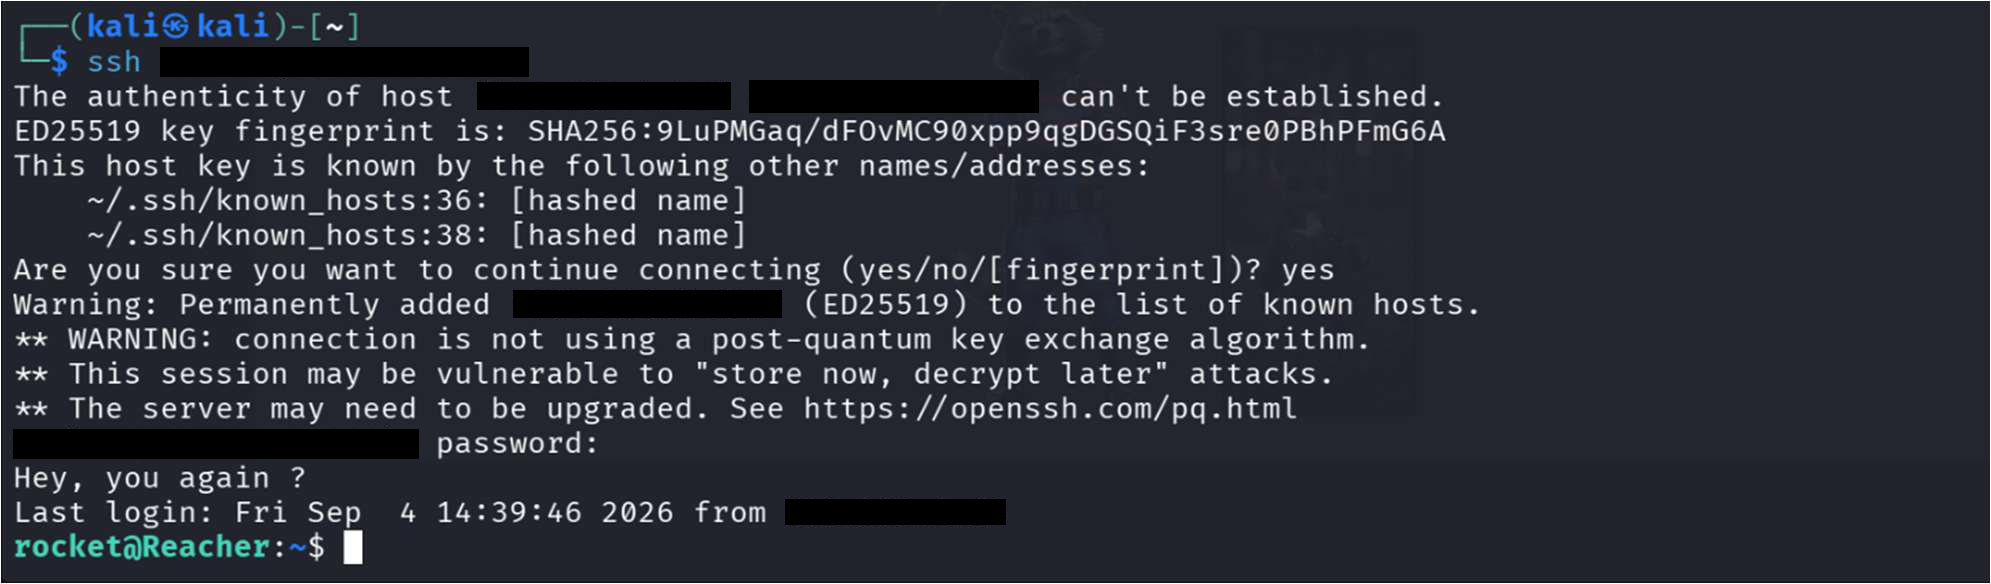 ┌──(kali㉿kali)-[~]
└─$ ssh
The authenticity of host can't be established.
ED25519 key fingerprint is: SHA256:9LuPMGaq/dFOvMC90xpp9qgDGSQiF3sre0PBhPFmG6A
This host key is known by the following other names/addresses:
    ~/.ssh/known_hosts:36: [hashed name]
    ~/.ssh/known_hosts:38: [hashed name]
Are you sure you want to continue connecting (yes/no/[fingerprint])? yes
Warning: Permanently added (ED25519) to the list of known hosts.
** WARNING: connection is not using a post-quantum key exchange algorithm.
** This session may be vulnerable to "store now, decrypt later" attacks.
** The server may need to be upgraded. See https://openssh.com/pq.html
password:
Hey, you again ?
Last login: Fri Sep  4 14:39:46 2026 from
rocket@Reacher:~$